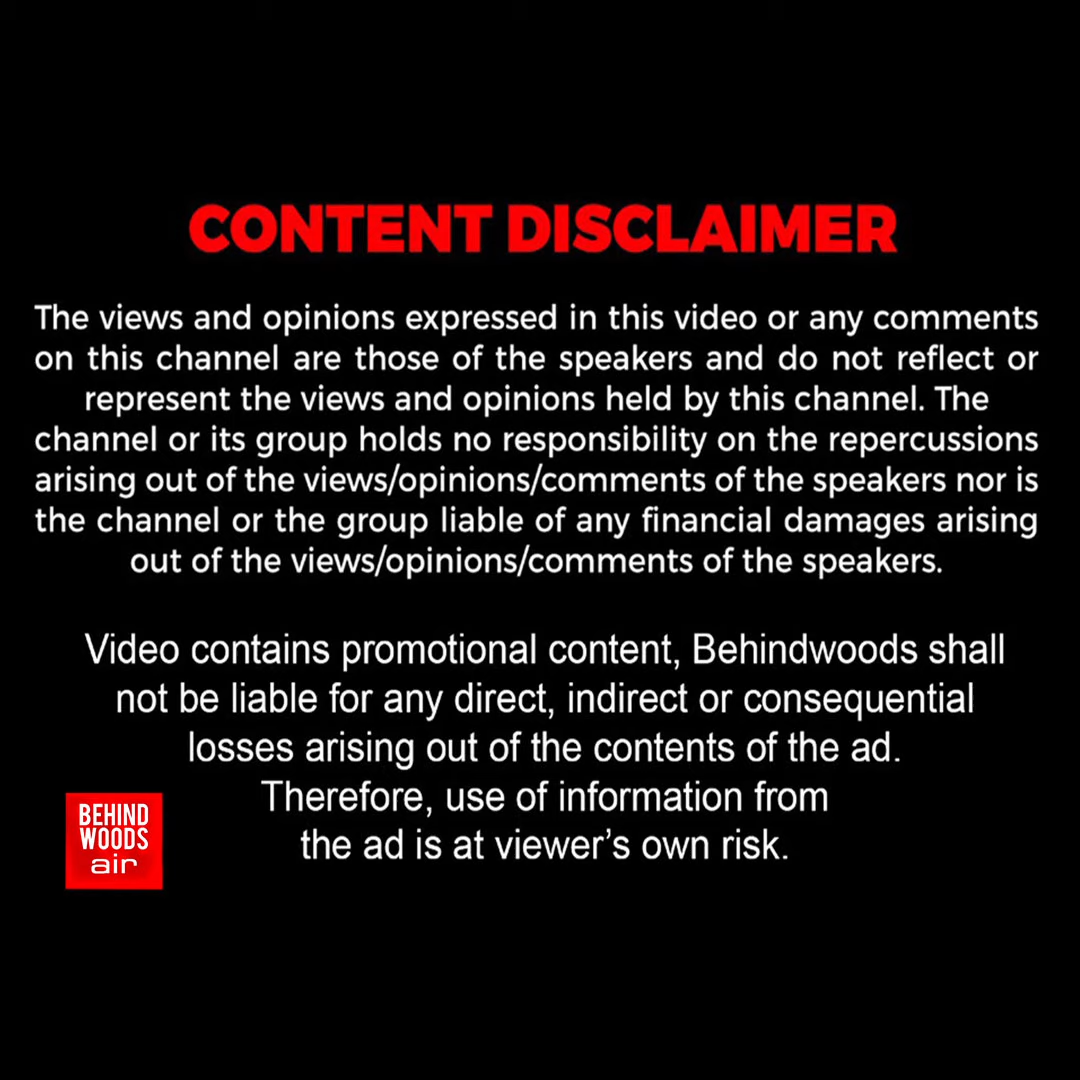 CONTENT DISCLAIMER
The views and opinions expressed in this video or any comments
on this channel are those of the speakers and do not reflect or
represent the views and opinions held by this channel. The
channel or its group holds no responsibility on the repercussions
arising out of the views/opinions/comments of the speakers nor is
the channel or the group liable of any financial damages arising
out of the views/opinions/comments of the speakers.
Video contains promotional content, Behindwoods shall
not be liable for any direct, indirect or consequential
losses arising out of the contents of the ad.
Therefore, use of information from
the ad is at viewer’s own risk.
BEHIND
WOODS
air